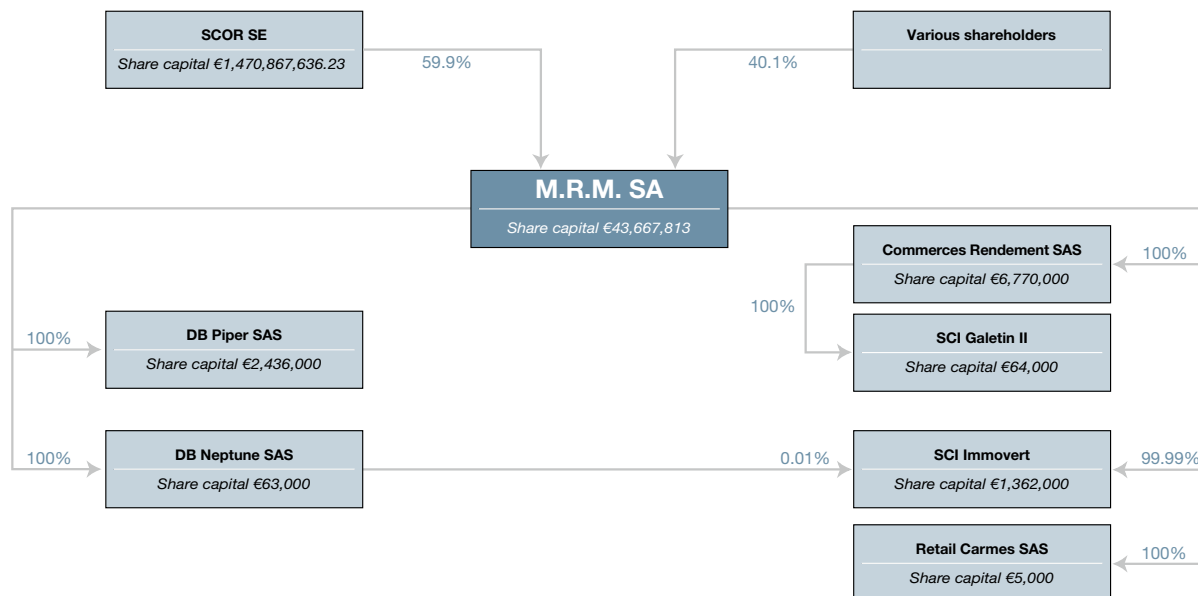 SCOR SE
Share capital €1,470,867,636.23
59.9%
Various shareholders
40.1%
M.R.M. SA
Share capital €43,667,813
Commerces Rendement SAS
Share capital €6,770,000
100%
100%
SCI Galetin II
Share capital €64,000
DB Piper SAS
Share capital €2,436,000
100%
DB Neptune SAS
Share capital €63,000
100%
0.01%
SCI Immovert
Share capital €1,362,000
99.99%
Retail Carmes SAS
Share capital €5,000
100%